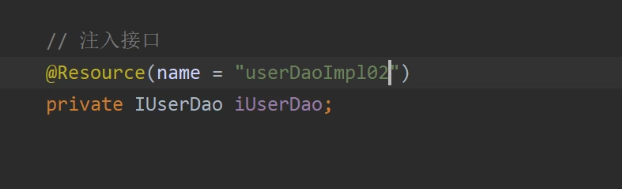 // 注入接口
@Resource(name = "userDaoImpl02")
private IUserDao iUserDao;